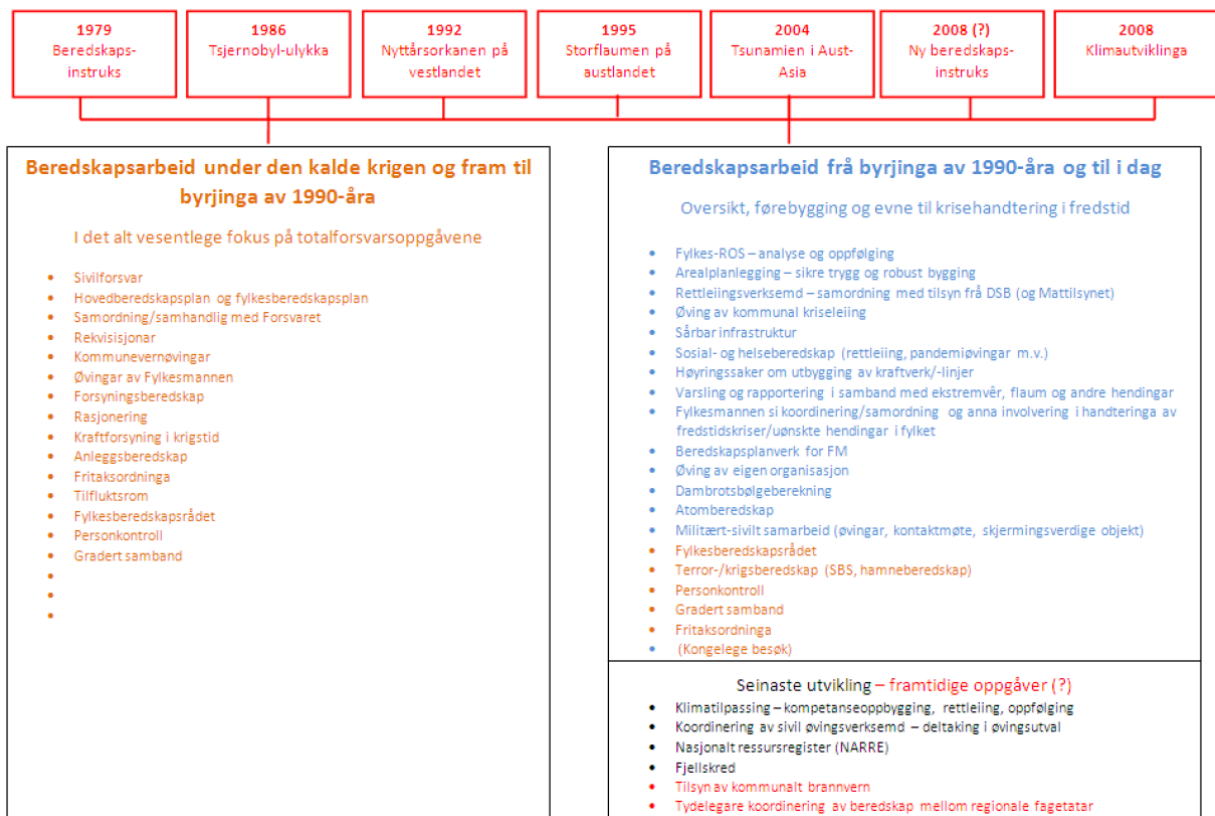 1979
Beredskaps-
instruks
1986
Tsjernobyl-ulykka
1992
Nyttårsorkanen på
vestlandet
1995
Storflaumen på
austlandet
2004
Tsunamien i Aust-
Asia
2008 (?)
Ny beredskaps-
instruks
2008
Klimautviklinga
Beredskapsarbeid under den kalde krigen og fram til
byrjinga av 1990-åra
I det alt vesentlege fokus på totalforsvarsoppgåvene
• Sivilforsvar
• Hovedberedskapsplan og fylkesberedskapsplan
• Samordning/samhandlig med Forsvaret
• Rekvisisjonar
• Kommunevernøvingar
• Øvingar av Fylkesmannen
• Forsyningsberedskap
• Rasjonering
• Kraftforsyning i krigstid
• Anleggsberedskap
• Fritaksordninga
• Tilfluktsrom
• Fylkesberedskapsrådet
• Personkontroll
• Gradert samband
•
•
•
Beredskapsarbeid frå byrjinga av 1990-åra og til i dag
Oversikt, førebygging og evne til krisehandtering i fredstid
• Fylkes-ROS – analyse og oppfølging
• Arealplanlegging – sikre trygg og robust bygging
• Rettleiingsverksemd – samordning med tilsyn frå DSB (og Mattilsynet)
• Øving av kommunal kriseleiing
• Sårbar infrastruktur
• Sosial- og helseberedskap (rettleiing, pandemiøvingar m.v.)
• Høyringssaker om utbygging av kraftverk/-linjer
• Varsling og rapportering i samband med ekstremvêr, flaum og andre hendingar
• Fylkesmannen si koordinering/samordning og anna involvering i handteringa av
fredstidskriser/uønskte hendingar i fylket
• Beredskapsplanverk for FM
• Øving av eigen organisasjon
• Dambrotsbølgeberekning
• Atomberedskap
• Militært-sivilt samarbeid (øvingar, kontaktmøte, skjermingsverdige objekt)
• Fylkesberedskapsrådet
• Terror-/krigsberedskap (SBS, hamneberedskap)
• Personkontroll
• Gradert samband
• Fritaksordninga
• (Kongelege besøk)
Seinaste utvikling – framtidige oppgåver (?)
• Klimatilpassing – kompetanseoppbygging, rettleiing, oppfølging
• Koordinering av sivil øvingsverksemd – deltaking i øvingsutval
• Nasjonalt ressursregister (NARRE)
• Fjellskred
• Tilsyn av kommunalt brannvern
• Tydelegare koordinering av beredskap mellom regionale fagetatar